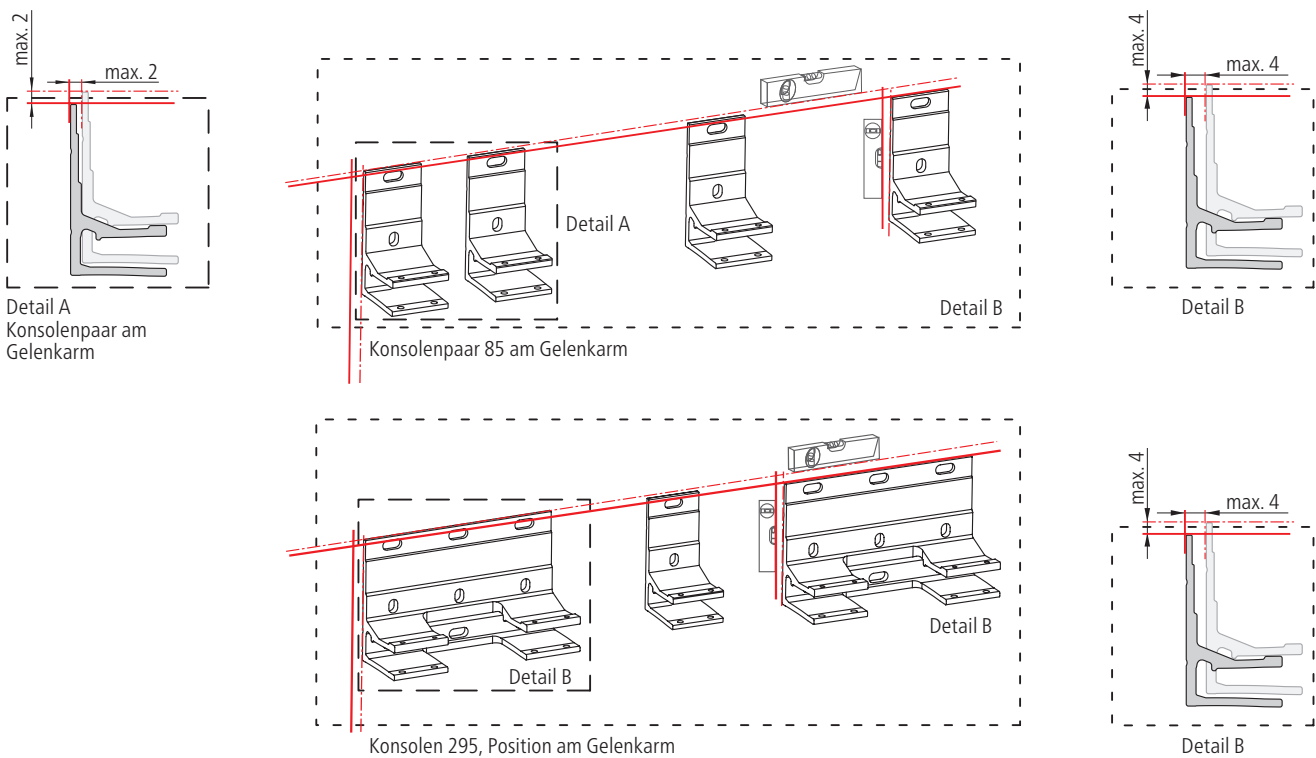 max. 2
max. 2
Detail A
Konsolenpaar am
Gelenkarm
Detail A
Detail B
Konsolenpaar 85 am Gelenkarm
max. 4
max. 4
Detail B
Detail B
Detail B
Konsolen 295, Position am Gelenkarm
max. 4
max. 4
Detail B